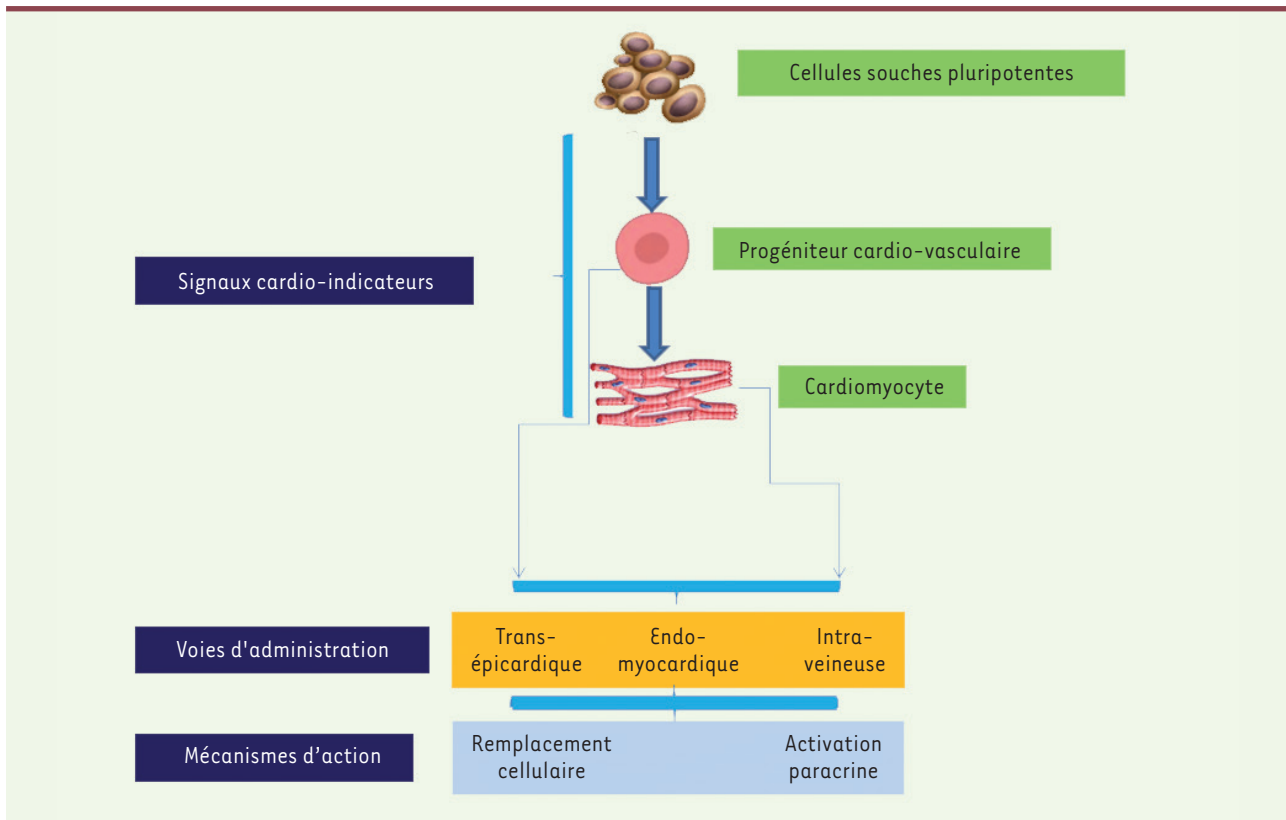 Cellules souches pluripotentes
Progéniteur cardio-vasculaire
Signaux cardio-indicateurs
Cardiomyocyte
Voies d'administration
Trans-
épicardique
Endo-
myocardique
Intra-
veineuse
Mécanismes d’action
Remplacement
cellulaire
Activation
paracrine